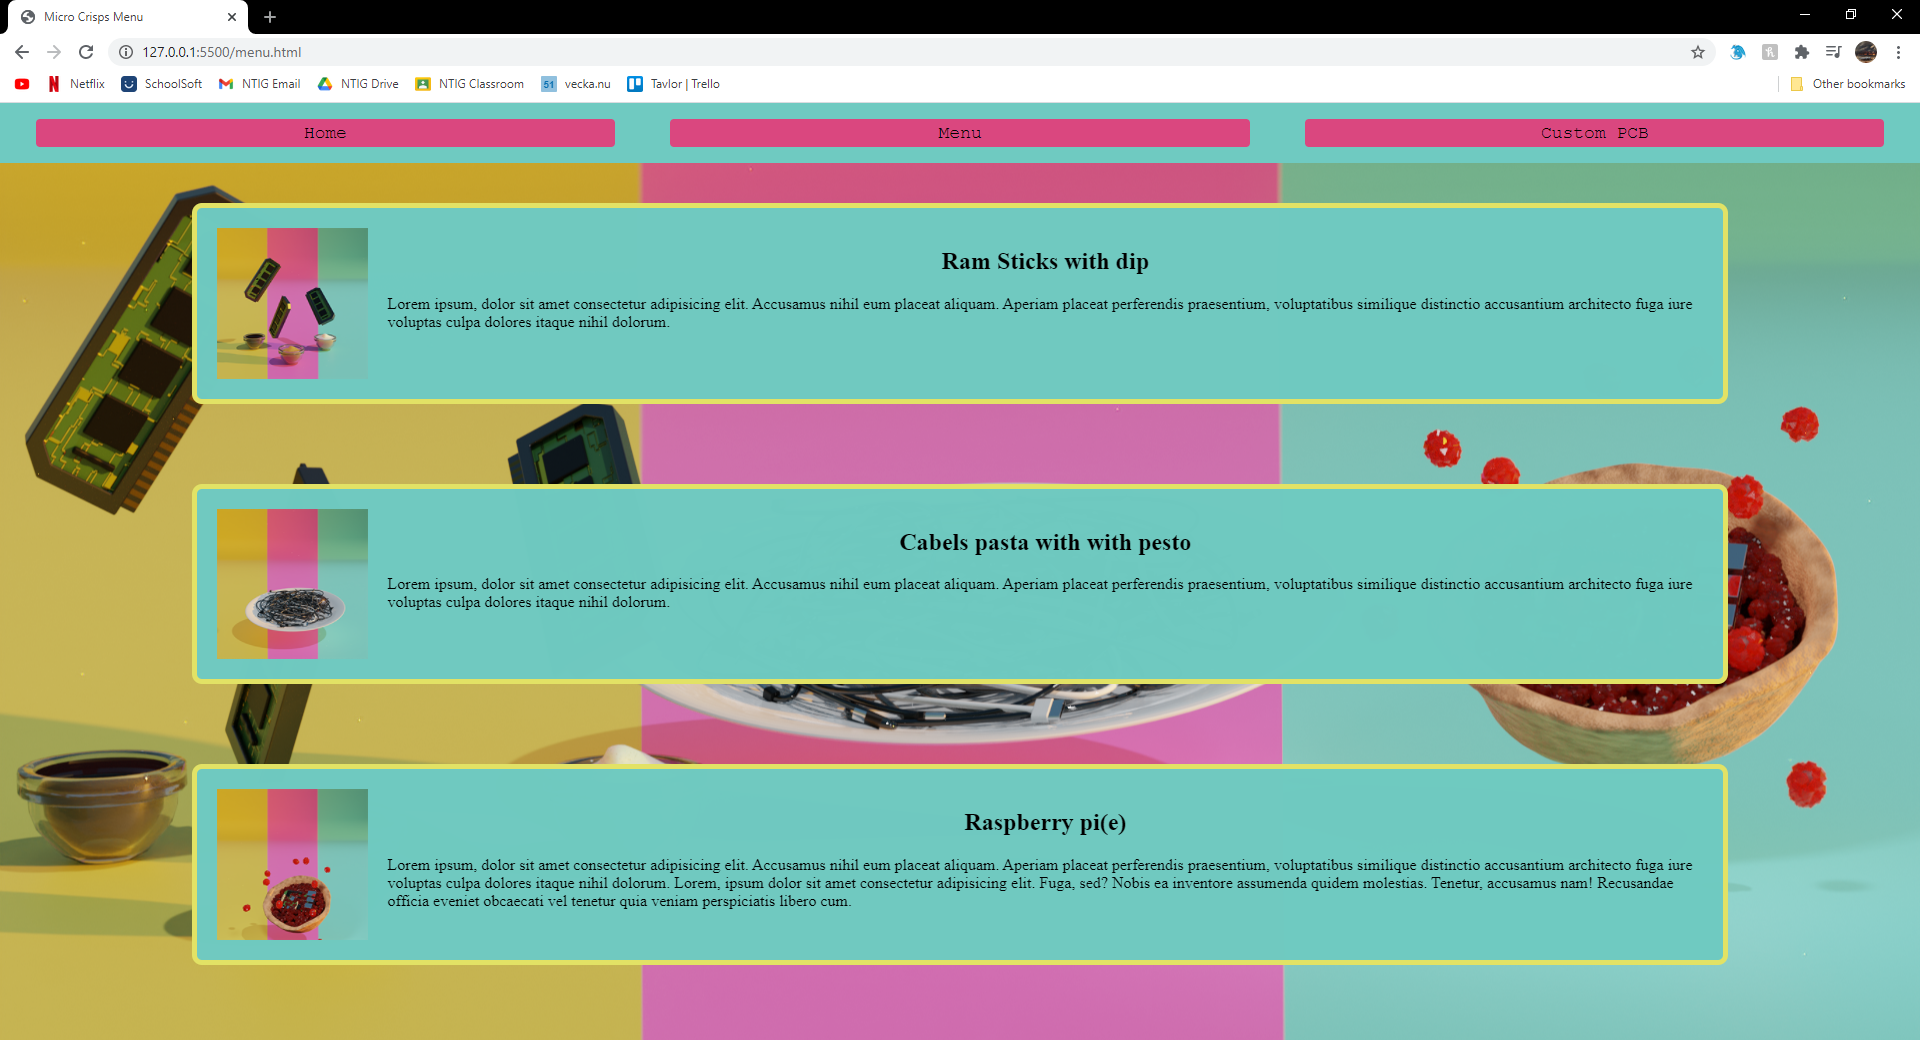 Micro Crisps Menu
127.0.0.1:5500/menu.html
Netflix SchoolSoft NTIG Email NTIG Drive NTIG Classroom 51 vecka.nu Tavlor | Trello Other bookmarks
Home Menu Custom PCB
Ram Sticks with dip
Lorem ipsum, dolor sit amet consectetur adipisicing elit. Accusamus nihil eum placeat aliquam. Aperiam placeat perferendis praesentium, voluptatibus similique distinctio accusantium architecto fuga iure
voluptas culpa dolores itaque nihil dolorum.
Cabels pasta with with pesto
Lorem ipsum, dolor sit amet consectetur adipisicing elit. Accusamus nihil eum placeat aliquam. Aperiam placeat perferendis praesentium, voluptatibus similique distinctio accusantium architecto fuga iure
voluptas culpa dolores itaque nihil dolorum.
Raspberry pi(e)
Lorem ipsum, dolor sit amet consectetur adipisicing elit. Accusamus nihil eum placeat aliquam. Aperiam placeat perferendis praesentium, voluptatibus similique distinctio accusantium architecto fuga iure
voluptas culpa dolores itaque nihil dolorum. Lorem, ipsum dolor sit amet consectetur adipisicing elit. Fuga, sed? Nobis ea inventore assumenda quidem molestias. Tenetur, accusamus nam! Recusandae
officia eveniet obcaecati vel tenetur quia veniam perspiciatis libero cum.